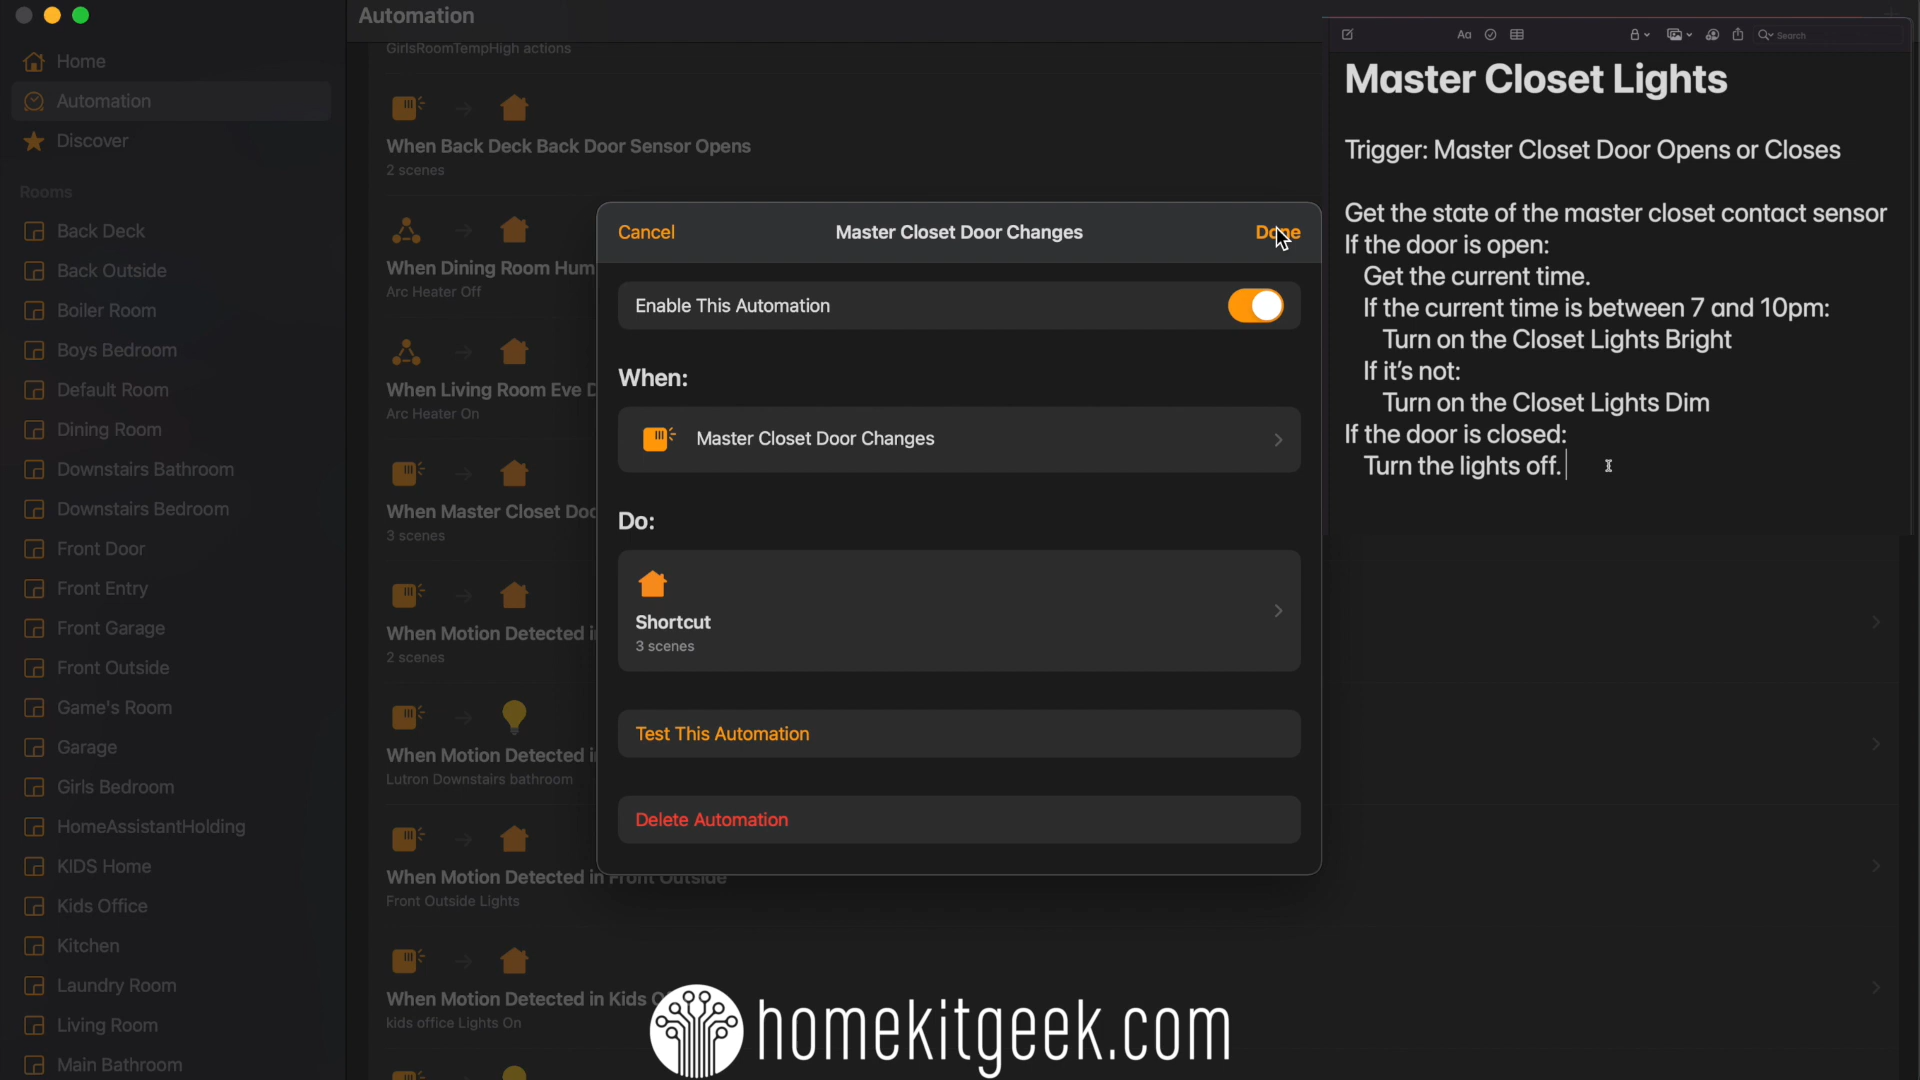 Automation
Home
Automation
Discover
Rooms
Back Deck
Back Outside
Boiler Room
Boys Bedroom
Default Room
Dining Room
Downstairs Bathroom
Downstairs Bedroom
Front Door
Front Entry
Front Garage
Front Outside
Game's Room
Garage
Girls Bedroom
HomeAssistantHolding
KIDS Home
Kids Office
Kitchen
Laundry Room
Living Room
Main Bathroom
GirlsRoomTempHigh actions
When Back Deck Back Door Sensor Opens
2 scenes
When Dining Room Hum
Arc Heater Off
When Living Room Eve D
Arc Heater On
When Master Closet Doo
3 scenes
When Motion Detected i
2 scenes
When Motion Detected i
Lutron Downstairs bathroom
When Motion Detected in Front Outside
Front Outside Lights
When Motion Detected in Kids O
kids office Lights On
Cancel
Master Closet Door Changes
Done
Enable This Automation
When:
Master Closet Door Changes
Do:
Shortcut
3 scenes
Test This Automation
Delete Automation
Aa
Search
Master Closet Lights
Trigger: Master Closet Door Opens or Closes
Get the state of the master closet contact sensor
If the door is open:
Get the current time.
If the current time is between 7 and 10pm:
Turn on the Closet Lights Bright
If it’s not:
Turn on the Closet Lights Dim
If the door is closed:
Turn the lights off.
homekitgeek.com